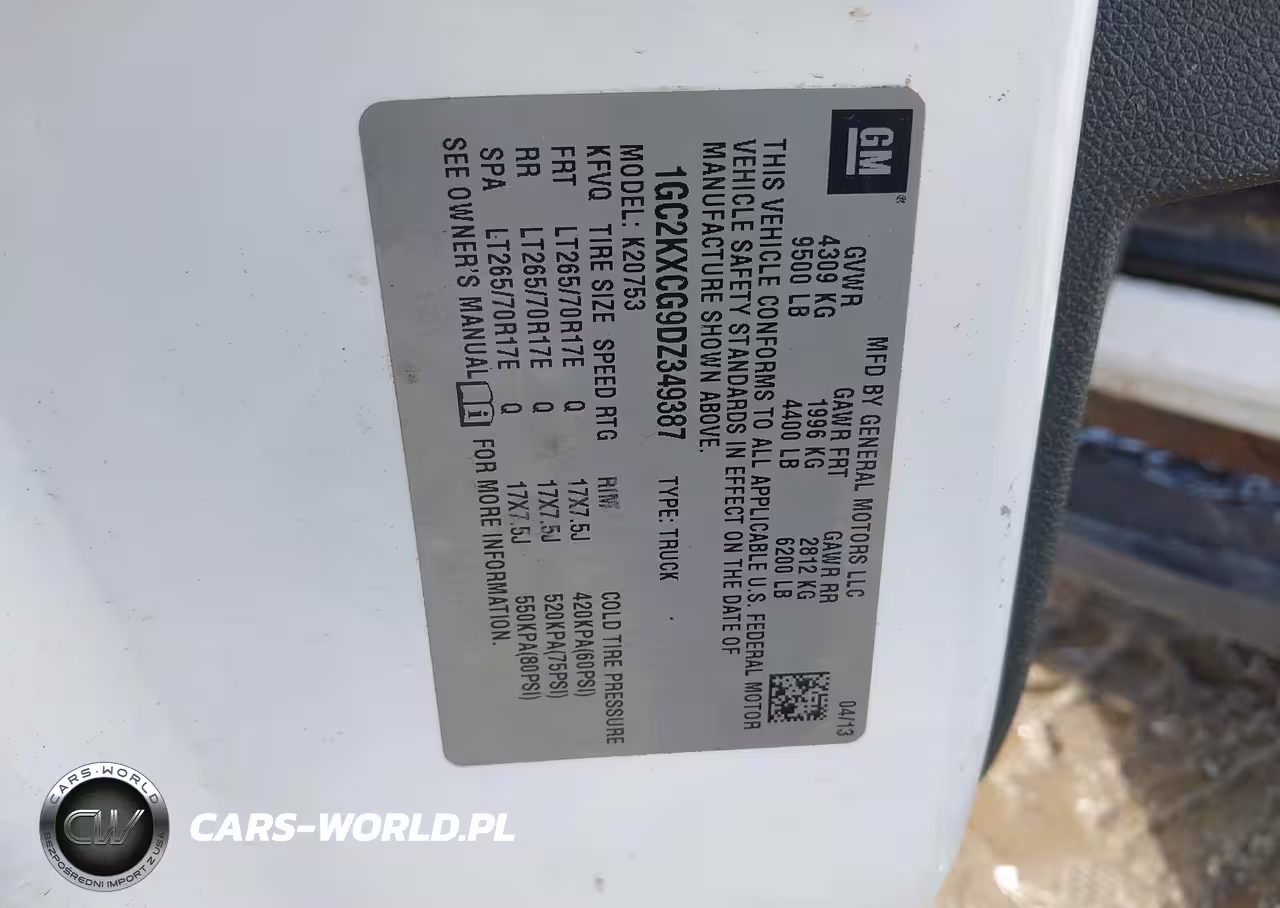 GM
MFD BY GENERAL MOTORS LLC 04/13
GVWR GAWR FRT GAWR RR
4309 KG 1996 KG 2812 KG
9500 LB 4400 LB 6200 LB
THIS VEHICLE CONFORMS TO ALL APPLICABLE U.S. FEDERAL MOTOR
VEHICLE SAFETY STANDARDS IN EFFECT ON THE DATE OF
MANUFACTURE SHOWN ABOVE.
1GC2KXCG9DZ349387 TYPE: TRUCK
MODEL: K20753
KFVQ TIRE SIZE SPEED RTG RIM COLD TIRE PRESSURE
FRT LT265/70R17E Q 17X7.5J 420KPA(60PSI)
RR LT265/70R17E Q 17X7.5J 520KPA(75PSI)
SPA LT265/70R17E Q 17X7.5J 550KPA(80PSI)
SEE OWNER'S MANUAL i FOR MORE INFORMATION.
CARS-WORLD
CW
BEZPOŚREDNI IMPORT Z USA
CARS-WORLD.PL